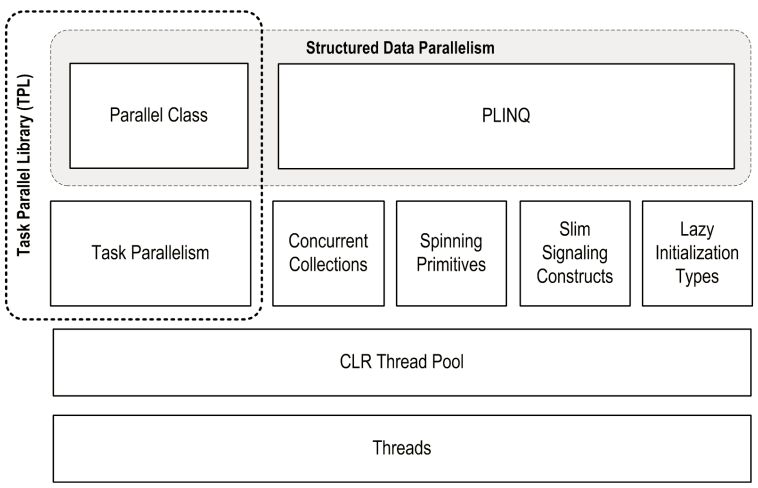 Structured Data Parallelism
Task Parallel Library (TPL)
Parallel Class
PLINQ
Task Parallelism
Concurrent
Collections
Spinning
Primitives
Slim
Signaling
Constructs
Lazy
Initialization
Types
CLR Thread Pool
Threads